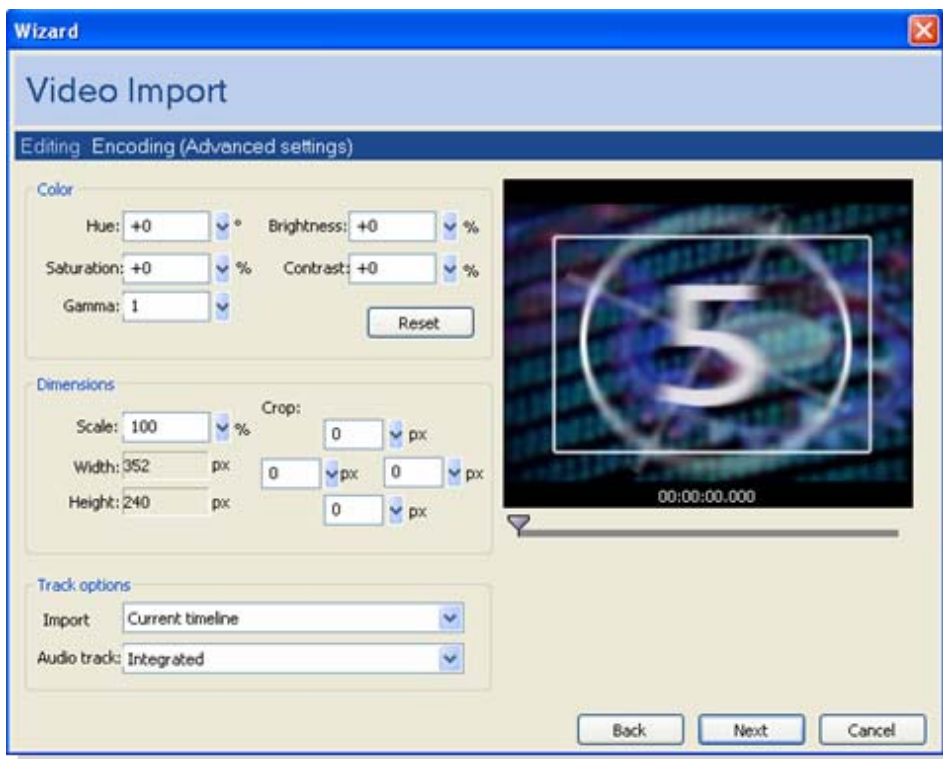 Wizard
Video Import
Editing Encoding (Advanced settings)
Color
Hue: +0 °
Brightness: +0 %
Saturation: +0 %
Contrast: +0 %
Gamma: 1
Reset
Dimensions
Scale: 100 %
Crop:
0 px
Width: 352 px
0 px
0 px
Height: 240 px
0 px
5
00:00:00.000
Track options
Import Current timeline
Audio track: Integrated
Back
Next
Cancel